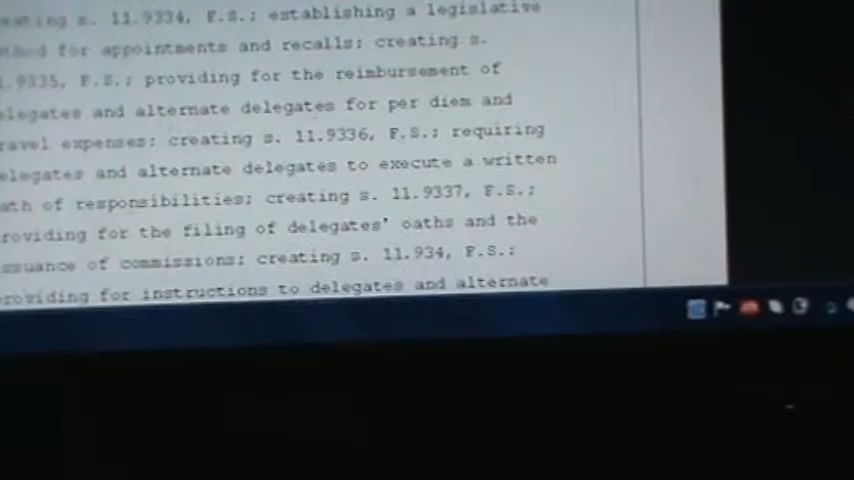 eating s. 11.9334, F.S.; establishing a legislative
ethod for appointments and recalls; creating s.
1.9335, F.S.; providing for the reimbursement of
elegates and alternate delegates for per diem and
ravel expenses; creating s. 11.9336, F.S.; requiring
elegates and alternate delegates to execute a written
ath of responsibilities; creating s. 11.9337, F.S.;
roviding for the filing of delegates' oaths and the
ssuance of commissions; creating s. 11.934, F.S.;
roviding for instructions to delegates and alternate